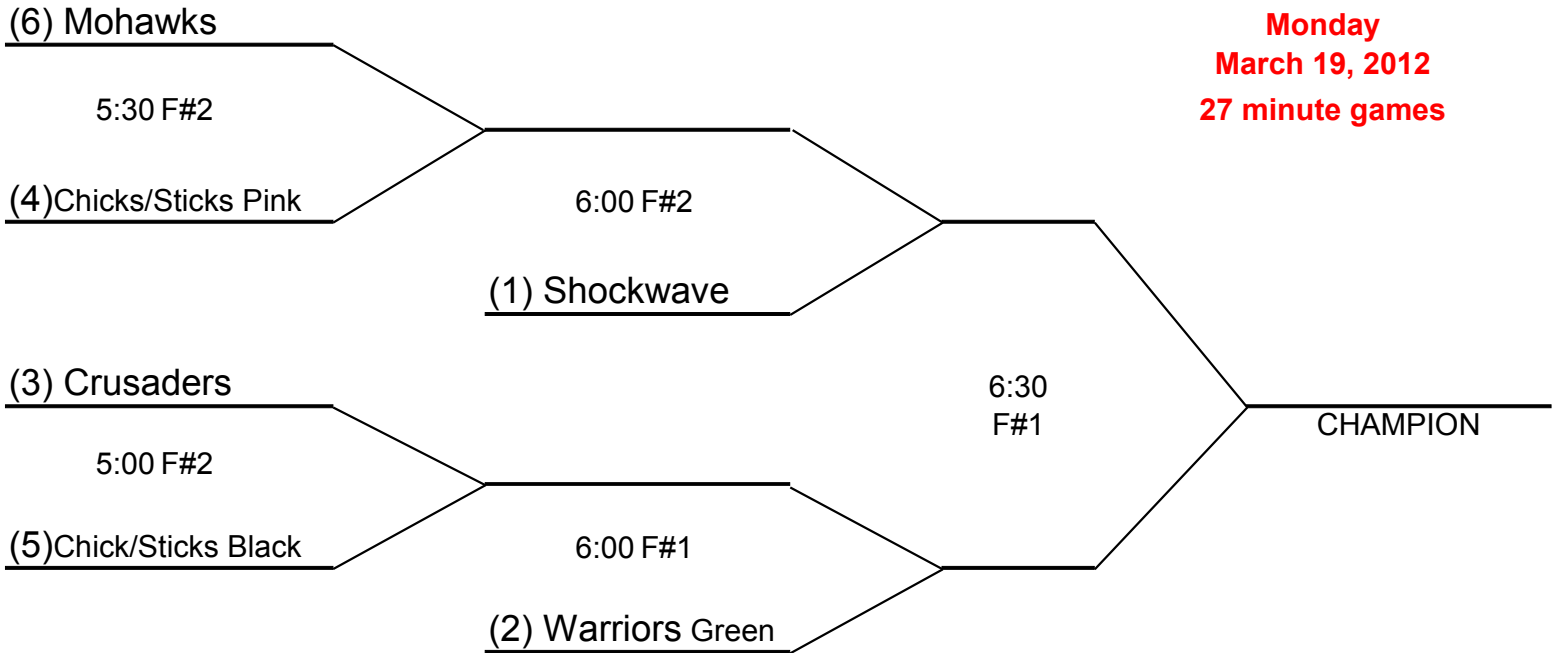 (6) Mohawks
Monday
March 19, 2012
27 minute games
5:30 F#2
(4)Chicks/Sticks Pink
6:00 F#2
(1) Shockwave
(3) Crusaders
6:30
F#1
CHAMPION
5:00 F#2
(5)Chick/Sticks Black
6:00 F#1
(2) Warriors Green